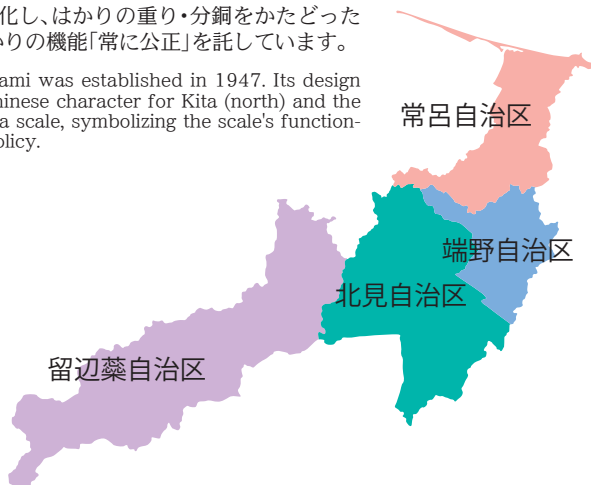 化し、はかりの重り・分銅をかたどった
かりの機能「常に公正」を託しています。
ami was established in 1947. Its design
hinese character for Kita (north) and the
a scale, symbolizing the scale's function-
olicy.
常呂自治区
端野自治区
北見自治区
留辺蘂自治区